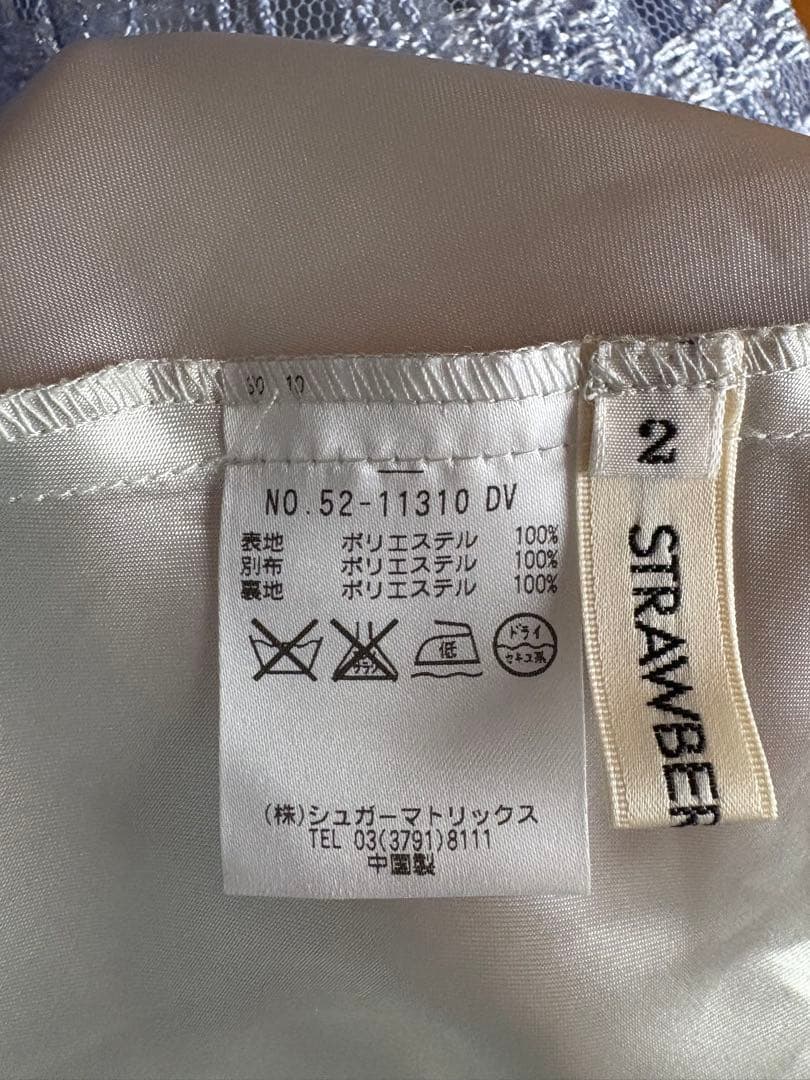 NO.52-11310 DV
表地 ポリエステル 100%
別布 ポリエステル 100%
裏地 ポリエステル 100%
サラシ
低
ドライ
セキユ系
(株)シュガーマトリックス
TEL 03(3791)8111
中国製
2
STRAWBER